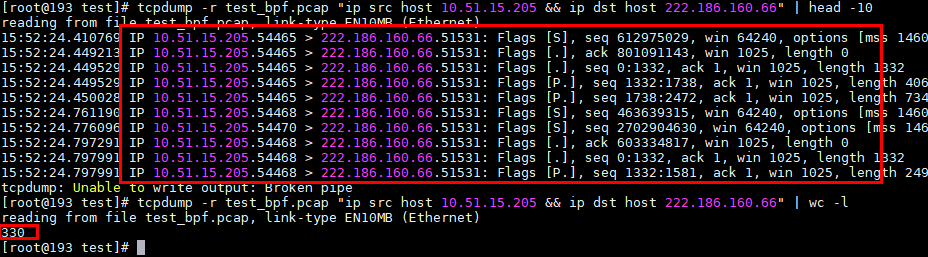 [root@193 test]# tcpdump -r test_bpf.pcap "ip src host 10.51.15.205 && ip dst host 222.186.160.66" | head -10
reading from file test_bpf.pcap, link-type EN10MB (Ethernet)
15:52:24.410769 IP 10.51.15.205.54465 > 222.186.160.66.51531: Flags [S], seq 612975029, win 64240, options [mss 1460
15:52:24.449213 IP 10.51.15.205.54465 > 222.186.160.66.51531: Flags [.], ack 801091143, win 1025, length 0
15:52:24.449529 IP 10.51.15.205.54465 > 222.186.160.66.51531: Flags [.], seq 0:1332, ack 1, win 1025, length 1332
15:52:24.449529 IP 10.51.15.205.54465 > 222.186.160.66.51531: Flags [P.], seq 1332:1738, ack 1, win 1025, length 406
15:52:24.450028 IP 10.51.15.205.54465 > 222.186.160.66.51531: Flags [P.], seq 1738:2472, ack 1, win 1025, length 734
15:52:24.761190 IP 10.51.15.205.54468 > 222.186.160.66.51531: Flags [S], seq 463639315, win 64240, options [mss 1460
15:52:24.776096 IP 10.51.15.205.54470 > 222.186.160.66.51531: Flags [S], seq 2702904630, win 64240, options [mss 146
15:52:24.797291 IP 10.51.15.205.54468 > 222.186.160.66.51531: Flags [.], ack 603334817, win 1025, length 0
15:52:24.797991 IP 10.51.15.205.54468 > 222.186.160.66.51531: Flags [.], seq 0:1332, ack 1, win 1025, length 1332
15:52:24.797991 IP 10.51.15.205.54468 > 222.186.160.66.51531: Flags [P.], seq 1332:1581, ack 1, win 1025, length 249
tcpdump: Unable to write output: Broken pipe
[root@193 test]# tcpdump -r test_bpf.pcap "ip src host 10.51.15.205 && ip dst host 222.186.160.66" | wc -l
reading from file test_bpf.pcap, link-type EN10MB (Ethernet)
330
[root@193 test]#